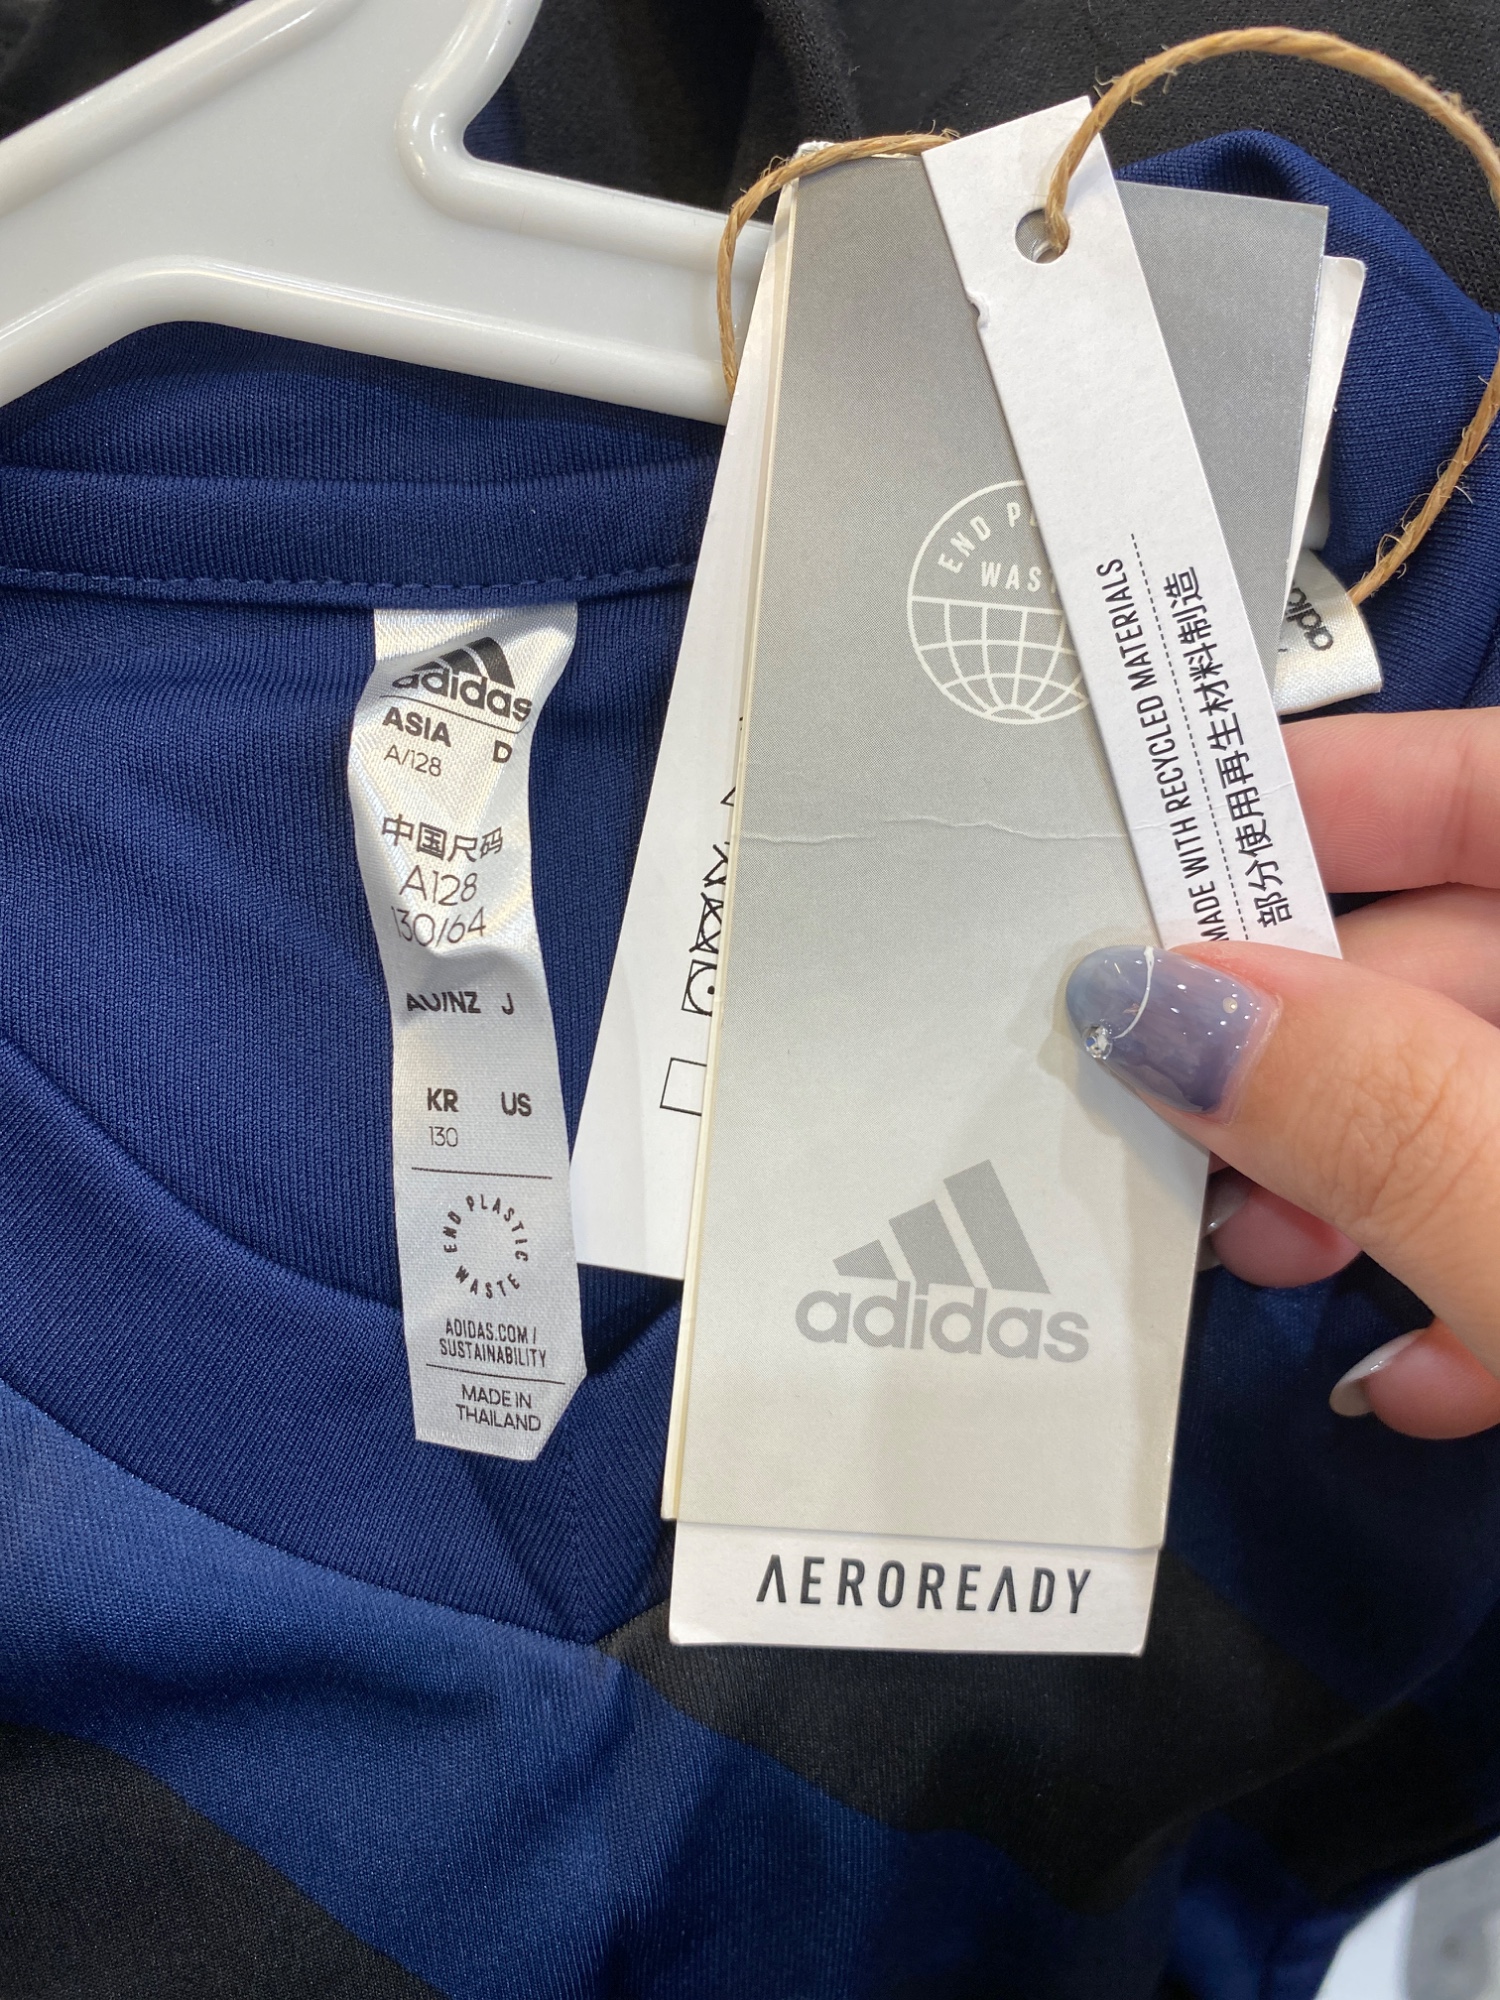 adidas
ASIA D
A/128
中国尺码
A128
130/64
AU/NZ J
KR US
130
END PLASTIC WASTE
ADIDAS.COM/
SUSTAINABILITY
MADE IN
THAILAND
END
WAS
MADE WITH RECYCLED MATERIALS
部分使用再生材料制造
adidas
AEROREADY